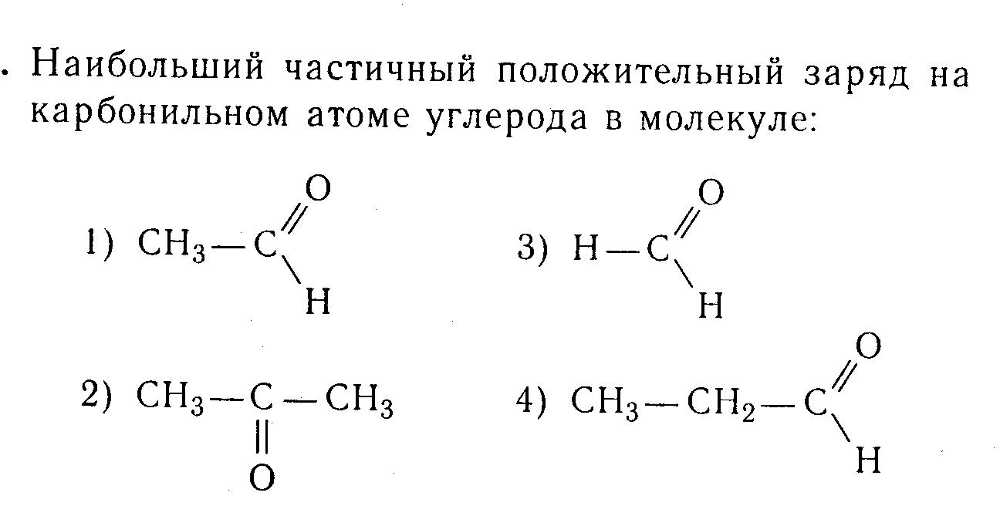 . Наибольший частичный положительный заряд на
карбонильном атоме углерода в молекуле:
O
1) CH₃—C
H
O
3) H—C
H
2) CH₃—C—CH₃
O
O
4) CH₃—CH₂—C
H